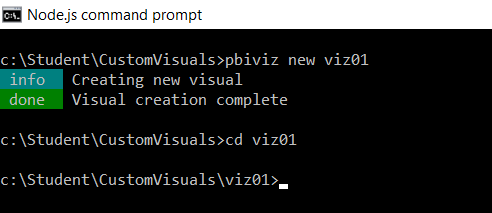 C:\. Node.js command prompt
c:\Student\CustomVisuals>pbiviz new viz01
info Creating new visual
done Visual creation complete
c:\Student\CustomVisuals>cd viz01
c:\Student\CustomVisuals\viz01>